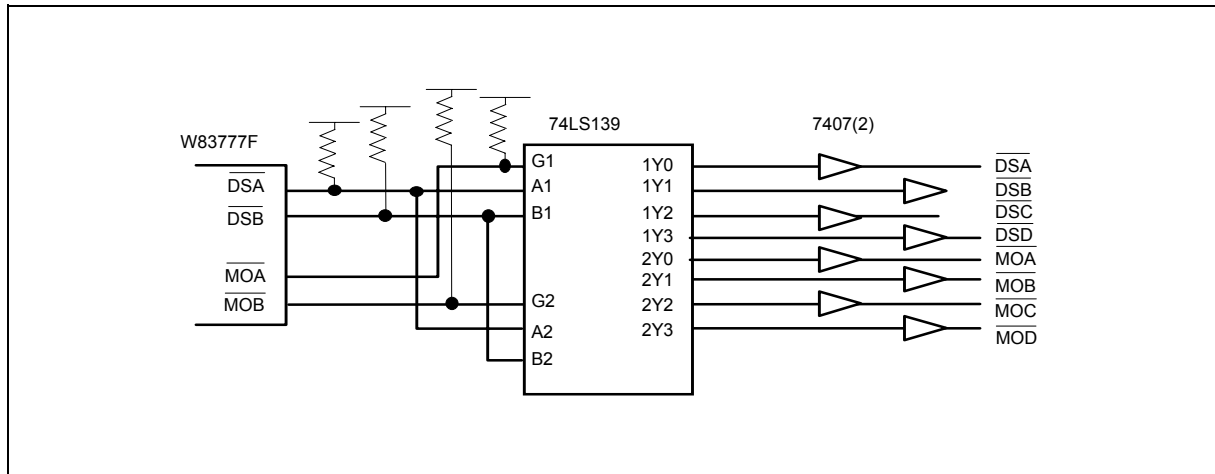 74LS139
7407(2)
W83777F
DSA
DSB
MOA
MOB
G1
A1
B1
G2
A2
B2
1Y0
1Y1
1Y2
1Y3
2Y0
2Y1
2Y2
2Y3
DSA
DSB
DSC
DSD
MOA
MOB
MOC
MOD